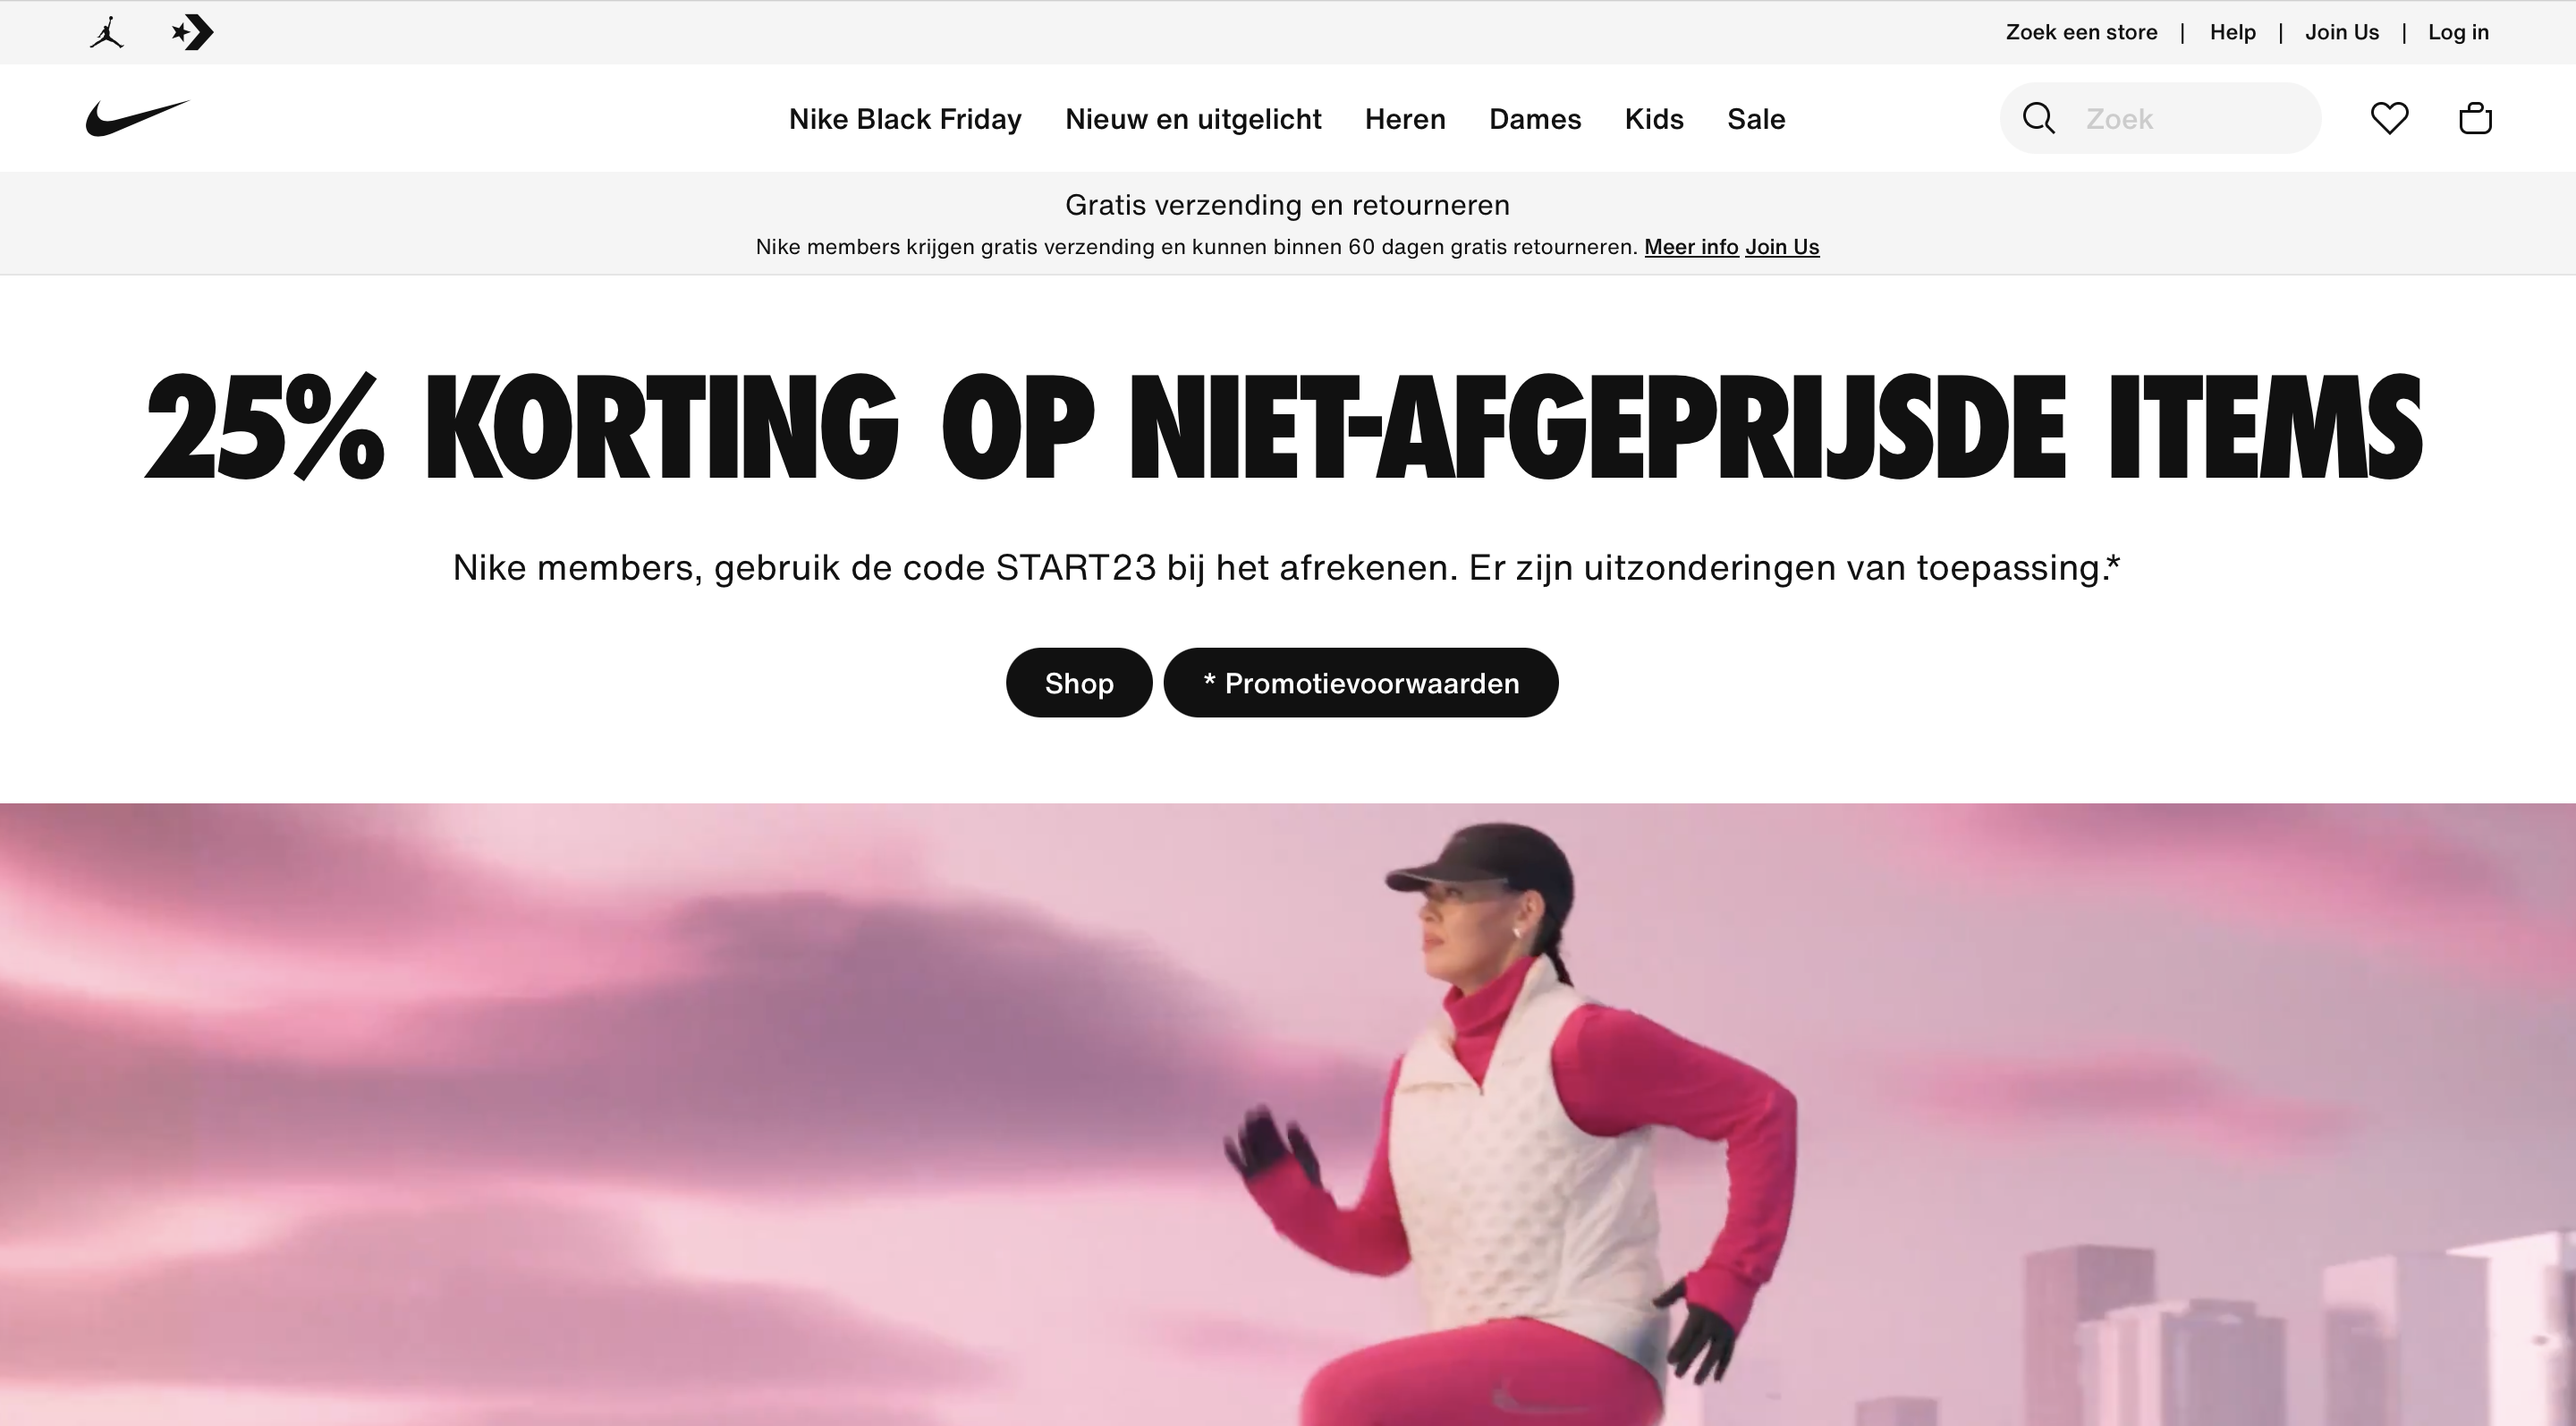 Zoek een store | Help | Join Us | Log in
Nike Black Friday Nieuw en uitgelicht Heren Dames Kids Sale Zoek
Gratis verzending en retourneren
Nike members krijgen gratis verzending en kunnen binnen 60 dagen gratis retourneren. Meer info Join Us
25% KORTING OP NIET-AFGEPRIJSDE ITEMS
Nike members, gebruik de code START23 bij het afrekenen. Er zijn uitzonderingen van toepassing.*
Shop * Promotievoorwaarden